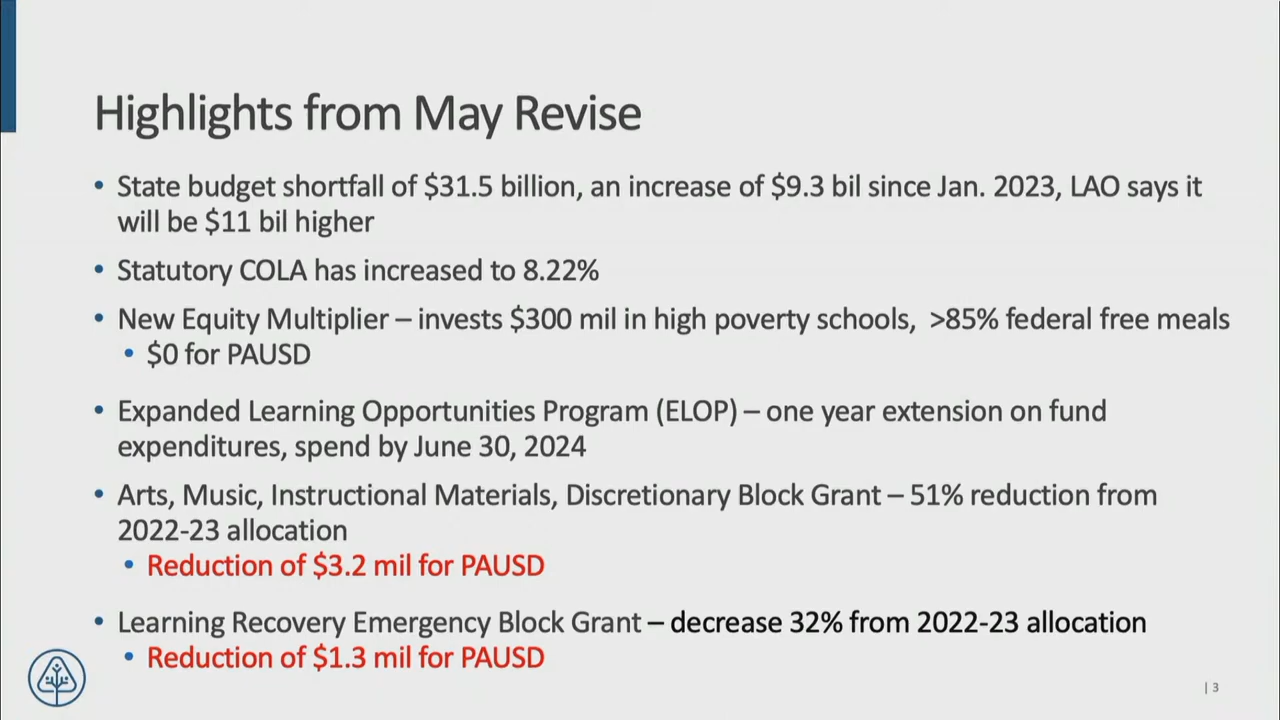 Highlights from May Revise
• State budget shortfall of $31.5 billion, an increase of $9.3 bil since Jan. 2023, LAO says it
will be $11 bil higher
• Statutory COLA has increased to 8.22%
• New Equity Multiplier – invests $300 mil in high poverty schools,  >85% federal free meals
• $0 for PAUSD
• Expanded Learning Opportunities Program (ELOP) – one year extension on fund
expenditures, spend by June 30, 2024
• Arts, Music, Instructional Materials, Discretionary Block Grant – 51% reduction from
2022-23 allocation
• Reduction of $3.2 mil for PAUSD
• Learning Recovery Emergency Block Grant – decrease 32% from 2022-23 allocation
• Reduction of $1.3 mil for PAUSD
| 3